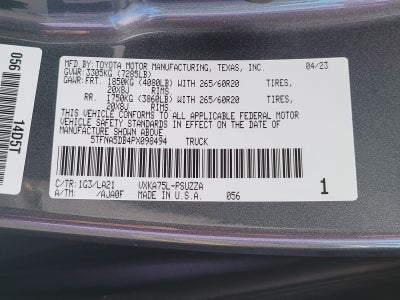 MFD. BY: TOYOTA MOTOR MANUFACTURING, TEXAS, INC. 04/23
GVWR: 3305KG (7285LB)
GAWR: FRT. 1850KG (4080LB) WITH 265/60R20 TIRES,
20X8J RIMS,
RR. 1750KG (3860LB) WITH 265/60R20 TIRES,
20X8J RIMS,
THIS VEHICLE CONFORMS TO ALL APPLICABLE FEDERAL MOTOR
VEHICLE SAFETY STANDARDS IN EFFECT ON THE DATE
OF MANUFACTURE SHOWN ABOVE.
5TFNA5DB4PX098494 TRUCK
C/TR: 1G3/LA21 VXKA75L-PSUZZA
A/TM: /AJA0F MADE IN U.S.A. 056
1
056 14D5T